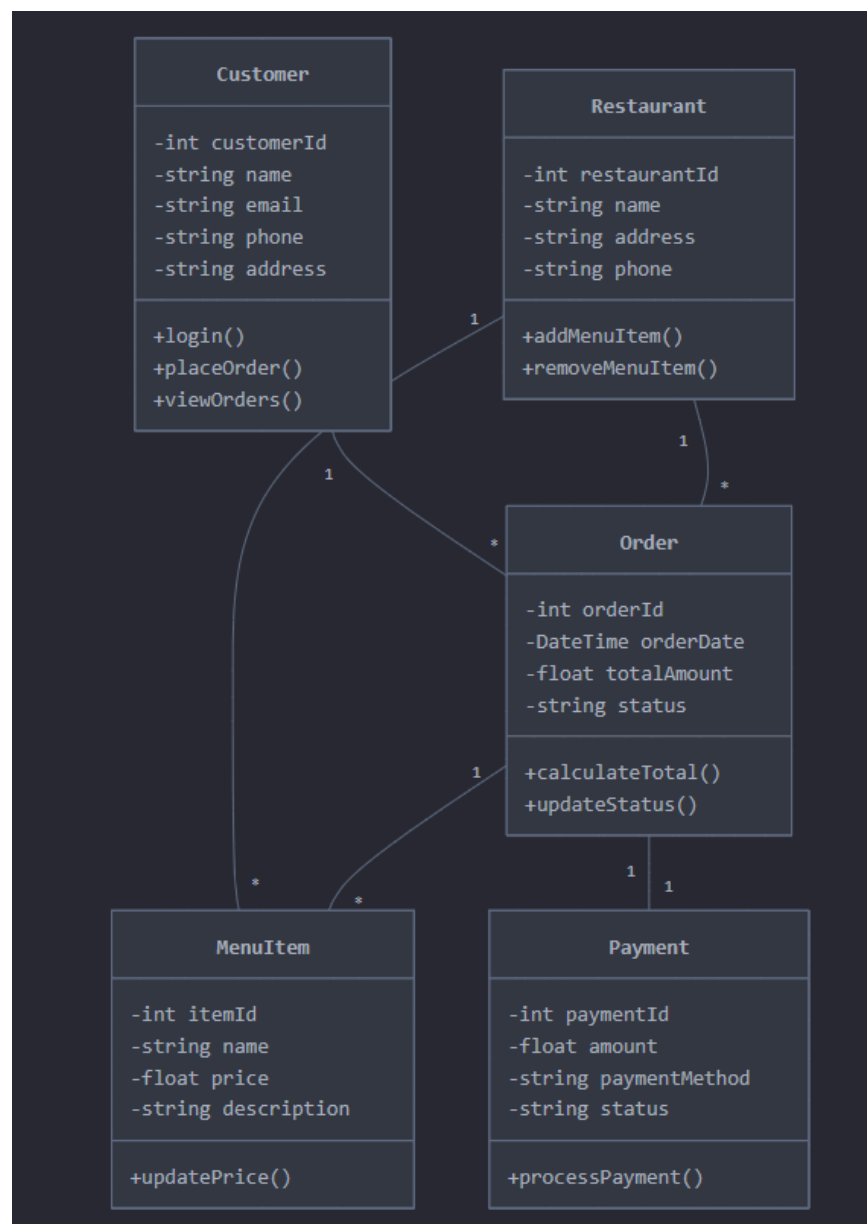 Customer
-int customerId
-string name
-string email
-string phone
-string address
+login()
+placeOrder()
+viewOrders()
Restaurant
-int restaurantId
-string name
-string address
-string phone
+addMenuItem()
+removeMenuItem()
1
1
1
*
*
Order
-int orderId
-DateTime orderDate
-float totalAmount
-string status
+calculateTotal()
+updateStatus()
1
1
1
*
*
MenuItem
-int itemId
-string name
-float price
-string description
+updatePrice()
Payment
-int paymentId
-float amount
-string paymentMethod
-string status
+processPayment()